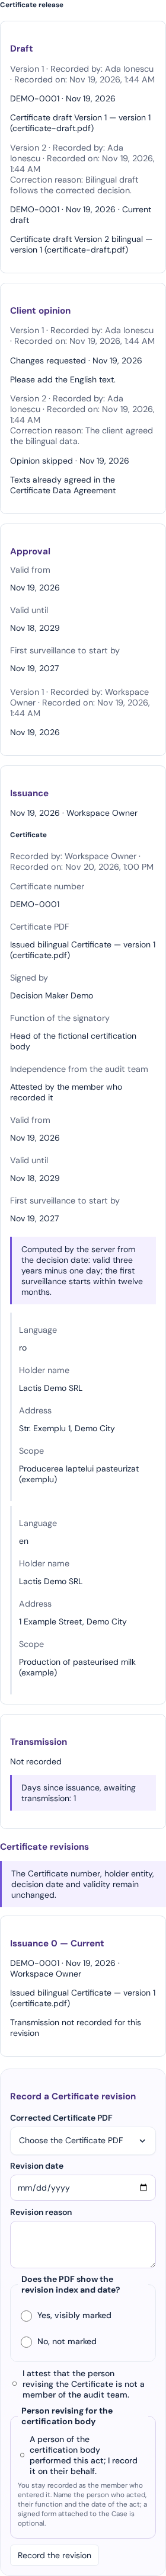 Certificate release
Draft
Version 1 · Recorded by: Ada Ionescu
· Recorded on: Nov 19, 2026, 1:44 AM
DEMO-0001 · Nov 19, 2026
Certificate draft Version 1 — version 1
(certificate-draft.pdf)
Version 2 · Recorded by: Ada
Ionescu · Recorded on: Nov 19, 2026,
1:44 AM
Correction reason: Bilingual draft
follows the corrected decision.
DEMO-0001 · Nov 19, 2026 · Current
draft
Certificate draft Version 2 bilingual —
version 1 (certificate-draft.pdf)
Client opinion
Version 1 · Recorded by: Ada Ionescu
· Recorded on: Nov 19, 2026, 1:44 AM
Changes requested · Nov 19, 2026
Please add the English text.
Version 2 · Recorded by: Ada
Ionescu · Recorded on: Nov 19, 2026,
1:44 AM
Correction reason: The client agreed
the bilingual data.
Opinion skipped · Nov 19, 2026
Texts already agreed in the
Certificate Data Agreement
Approval
Valid from
Nov 19, 2026
Valid until
Nov 18, 2029
First surveillance to start by
Nov 19, 2027
Version 1 · Recorded by: Workspace
Owner · Recorded on: Nov 19, 2026,
1:44 AM
Nov 19, 2026
Issuance
Nov 19, 2026 · Workspace Owner
Certificate
Recorded by: Workspace Owner ·
Recorded on: Nov 20, 2026, 1:00 PM
Certificate number
DEMO-0001
Certificate PDF
Issued bilingual Certificate — version 1
(certificate.pdf)
Signed by
Decision Maker Demo
Function of the signatory
Head of the fictional certification
body
Independence from the audit team
Attested by the member who
recorded it
Valid from
Nov 19, 2026
Valid until
Nov 18, 2029
First surveillance to start by
Nov 19, 2027
Computed by the server from
the decision date: valid three
years minus one day; the first
surveillance starts within twelve
months.
Language
ro
Holder name
Lactis Demo SRL
Address
Str. Exemplu 1, Demo City
Scope
Producerea laptelui pasteurizat
(exemplu)
Language
en
Holder name
Lactis Demo SRL
Address
1 Example Street, Demo City
Scope
Production of pasteurised milk
(example)
Transmission
Not recorded
Days since issuance, awaiting
transmission: 1
Certificate revisions
The Certificate number, holder entity,
decision date and validity remain
unchanged.
Issuance 0 — Current
DEMO-0001 · Nov 19, 2026 ·
Workspace Owner
Issued bilingual Certificate — version 1
(certificate.pdf)
Transmission not recorded for this
revision
Record a Certificate revision
Corrected Certificate PDF
Choose the Certificate PDF
Revision date
mm/dd/yyyy
Revision reason
Does the PDF show the
revision index and date?
Yes, visibly marked
No, not marked
I attest that the person
revising the Certificate is not a
member of the audit team.
Person revising for the
certification body
A person of the
certification body
performed this act; I record
it on their behalf.
You stay recorded as the member who
entered it. Name the person who acted,
their function and the date of the act; a
signed form attached to the Case is
optional.
Record the revision